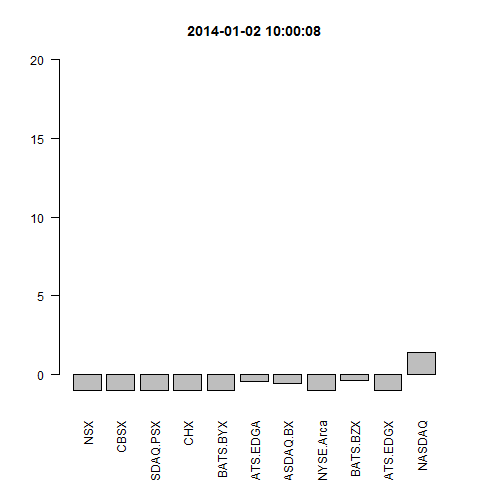 2014-01-02 10:00:08
20
15
10
5
0
NSX
CBSX
SDAQ.PSX
CHX
BATS.BYX
ATS.EDGA
ASDAQ.BX
NYSE.Arca
BATS.BZX
ATS.EDGX
NASDAQ